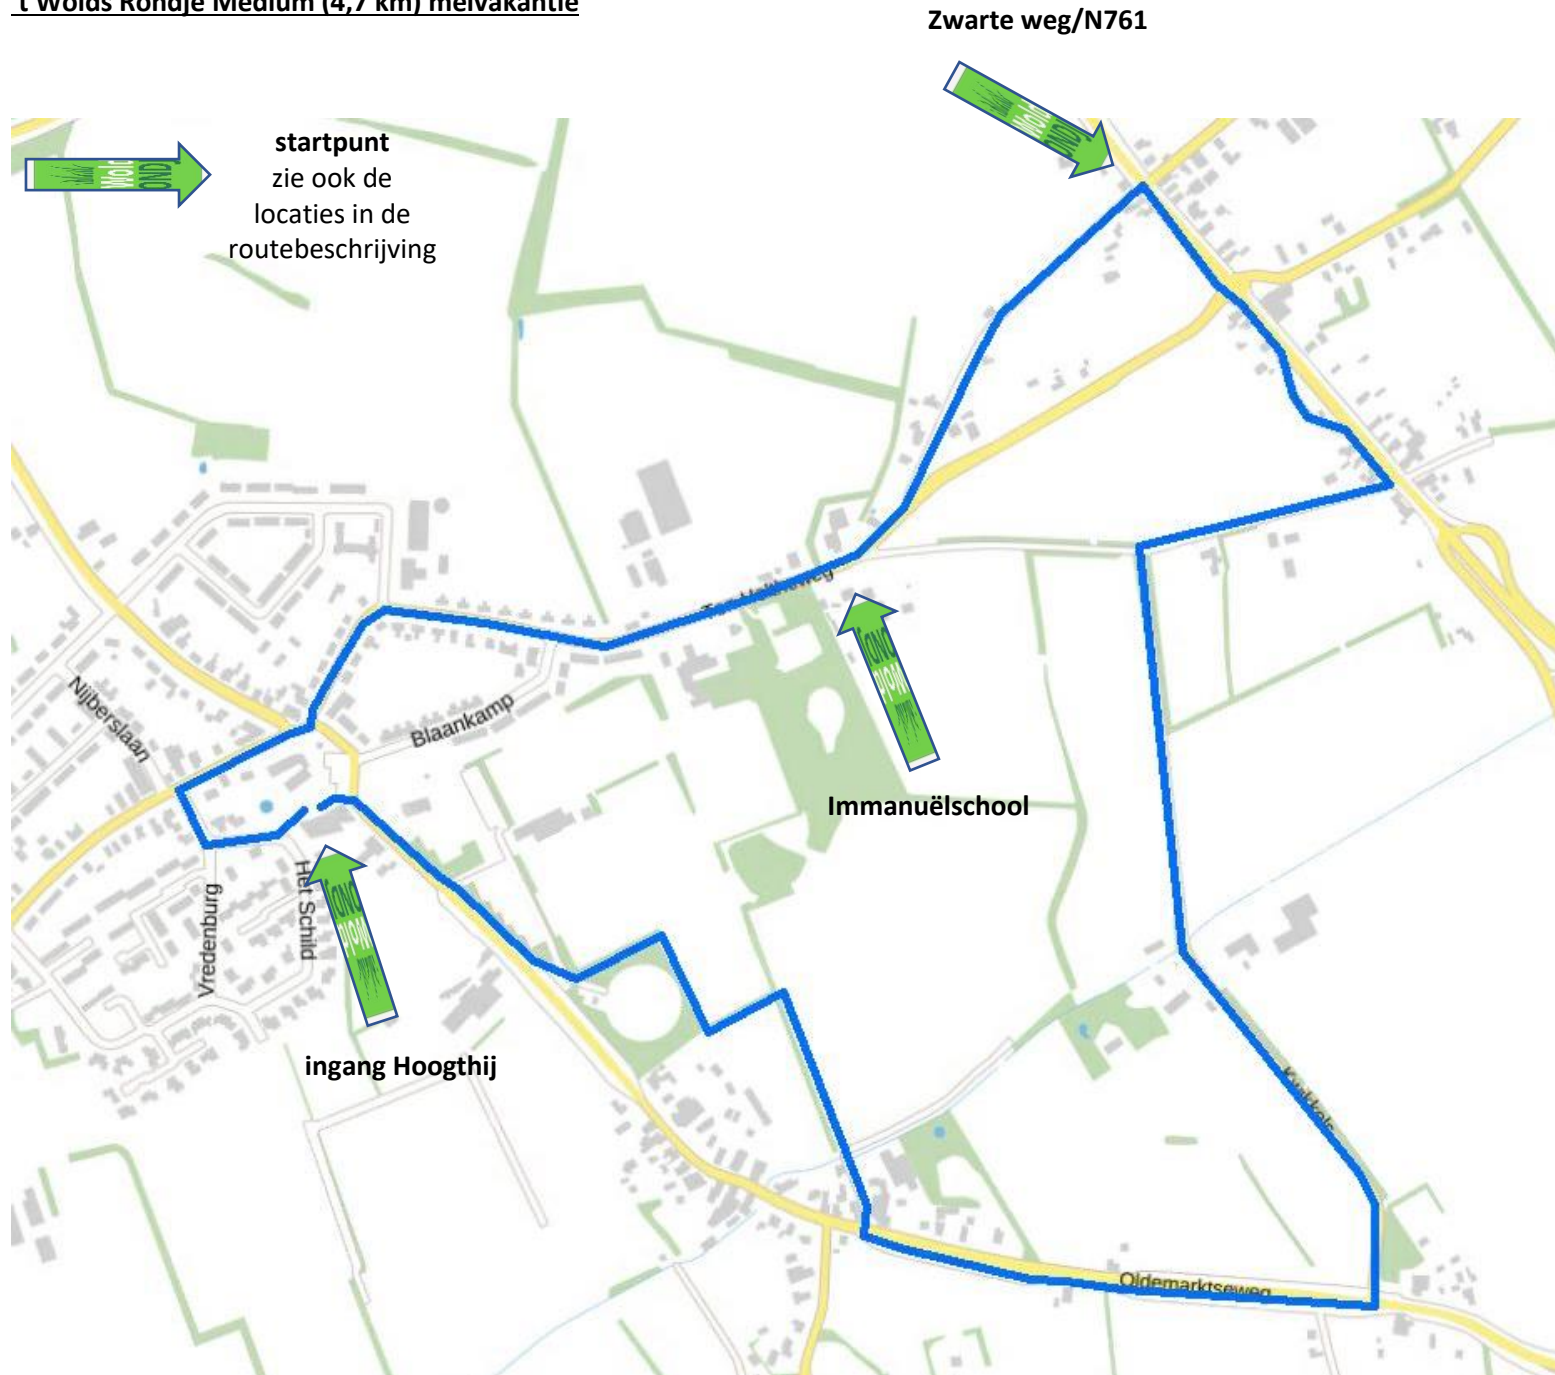 't Wolds Rondje Medium (4,7 km) meivakantie
Zwarte weg/N761
startpunt
zie ook de
locaties in de
routebeschrijving
Nijberslaan
Blaankamp
Immanuëlschool
Het Schild
Vredenburg
ingang Hoogthij
Kwikkels
Oldemarktseweg